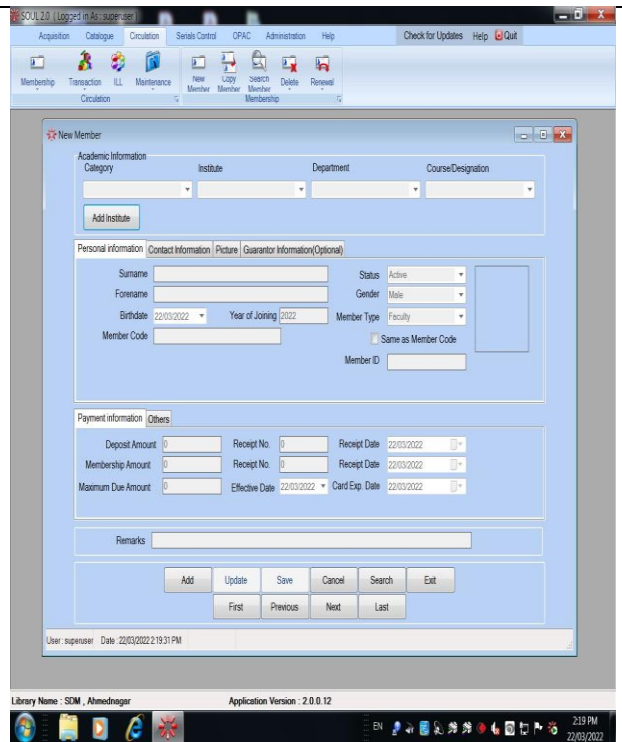 SOUL 2.0 ( Logged in As : superuser )
Acquisition Catalogue Circulation Serials Control OPAC Administration Help Check for Updates Help Quit
Membership Transaction ILL Maintenance New Member Copy Member Search Member Delete Renewal
Circulation Membership
New Member
Academic Information
Category Institute Department Course/Designation
Add Institute
Personal information Contact Information Picture Guarantor Information(Optional)
Surname Status Active
Forename Gender Male
Birthdate 22/03/2022 Year of Joining 2022 Member Type Faculty
Member Code Same as Member Code
Member ID
Payment information Others
Deposit Amount 0 Receipt No. 0 Receipt Date 22/03/2022
Membership Amount 0 Receipt No. 0 Receipt Date 22/03/2022
Maximum Due Amount 0 Effective Date 22/03/2022 Card Exp. Date 22/03/2022
Remarks
Add Update Save Cancel Search Exit
First Previous Next Last
User: superuser Date :22/03/2022 2:19:31 PM
Library Name : SDM , Ahmednagar Application Version : 2.0.0.12
EN 2:19 PM
22/03/2022